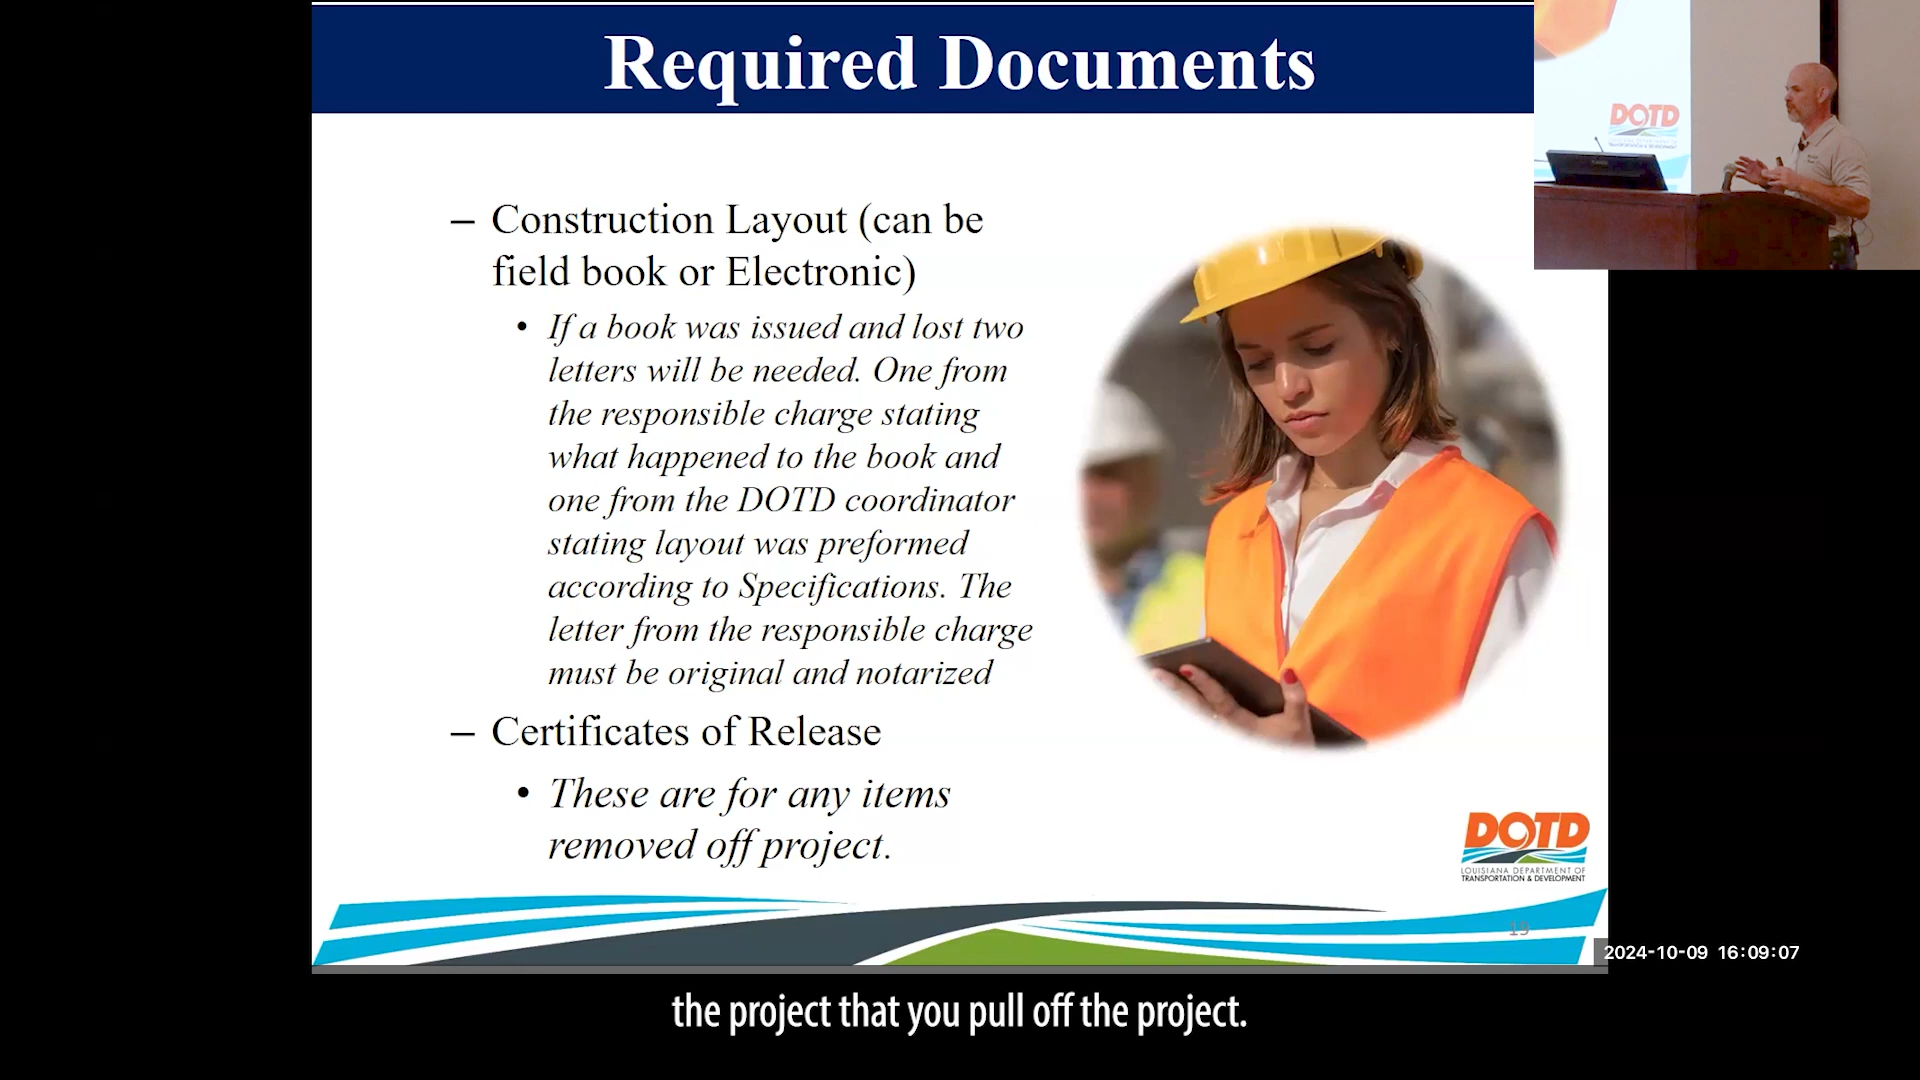 Required Documents
– Construction Layout (can be
field book or Electronic)
• If a book was issued and lost two
letters will be needed. One from
the responsible charge stating
what happened to the book and
one from the DOTD coordinator
stating layout was preformed
according to Specifications. The
letter from the responsible charge
must be original and notarized
– Certificates of Release
• These are for any items
removed off project.
DOTD
LOUISIANA DEPARTMENT OF
TRANSPORTATION & DEVELOPMENT
19
DOTD
2024-10-09 16:09:07
the project that you pull off the project.